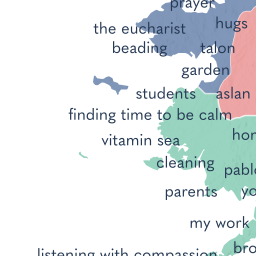 prayer
the eucharist hugs
beading talon
garden
students aslan
finding time to be calm
vitamin sea hor
cleaning pablo
parents yo
my work
listening with compassion bro